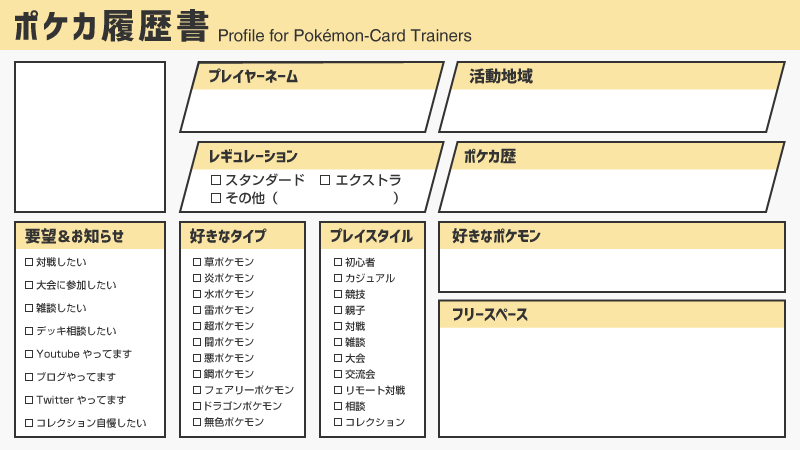 ポケカ履歴書 Profile for Pokémon-Card Trainers
プレイヤーネーム
活動地域
レギュレーション
□ スタンダード □ エクストラ
□ その他（ ）
ポケカ歴
要望＆お知らせ
□ 対戦したい
□ 大会に参加したい
□ 雑談したい
□ デッキ相談したい
□ Youtube やってます
□ ブログやってます
□ Twitter やってます
□ コレクション自慢したい
好きなタイプ
□ 草ポケモン
□ 炎ポケモン
□ 水ポケモン
□ 雷ポケモン
□ 超ポケモン
□ 闘ポケモン
□ 悪ポケモン
□ 鋼ポケモン
□ フェアリーポケモン
□ ドラゴンポケモン
□ 無色ポケモン
プレイスタイル
□ 初心者
□ カジュアル
□ 競技
□ 親子
□ 対戦
□ 雑談
□ 大会
□ 交流会
□ リモート対戦
□ 相談
□ コレクション
好きなポケモン
フリースペース